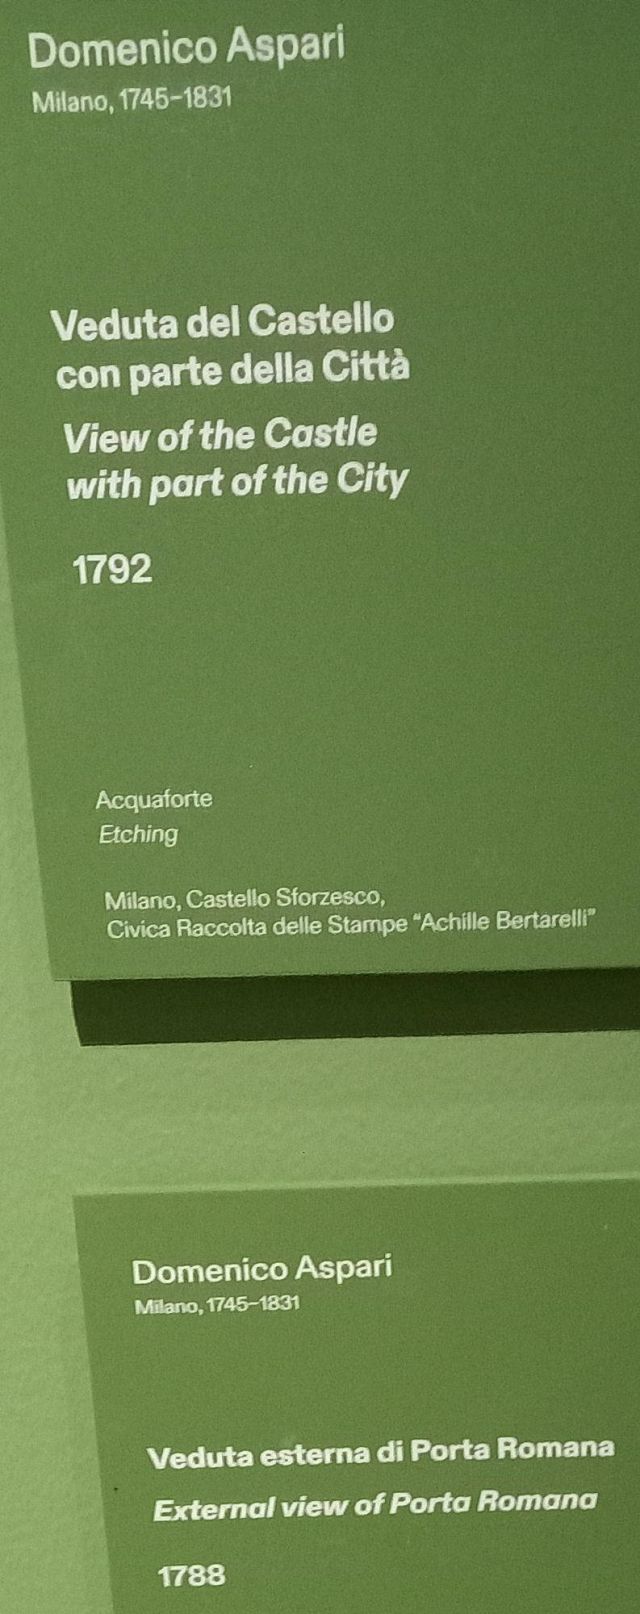 Domenico Aspari
Milano, 1745–1831
Veduta del Castello
con parte della Città
View of the Castle
with part of the City
1792
Acquaforte
Etching
Milano, Castello Sforzesco,
Civica Raccolta delle Stampe “Achille Bertarelli”
Domenico Aspari
Milano, 1745–1831
Veduta esterna di Porta Romana
External view of Porta Romana
1788